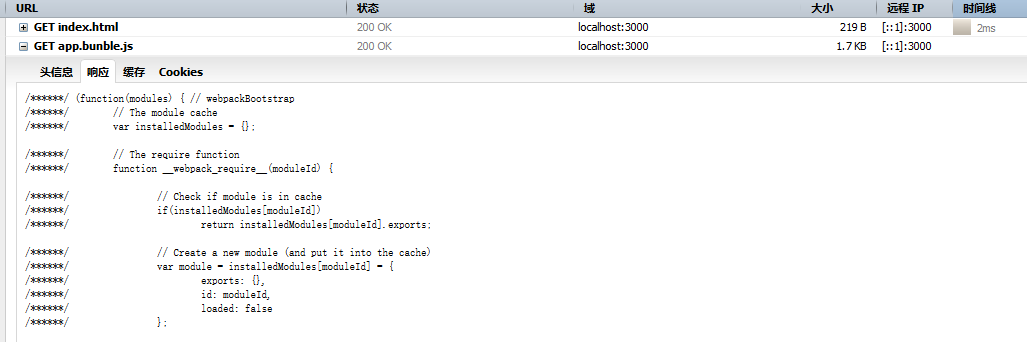 URL 状态 域 大小 远程 IP 时间线
GET index.html 200 OK localhost:3000 219 B [::1]:3000 2ms
GET app.bunble.js 200 OK localhost:3000 1.7 KB [::1]:3000
头信息 响应 缓存 Cookies
/******/ (function(modules) { // webpackBootstrap
/******/ // The module cache
/******/ var installedModules = {};
/******/ // The require function
/******/ function __webpack_require__(moduleId) {
/******/ // Check if module is in cache
/******/ if(installedModules[moduleId])
/******/ return installedModules[moduleId].exports;
/******/ // Create a new module (and put it into the cache)
/******/ var module = installedModules[moduleId] = {
/******/ exports: {},
/******/ id: moduleId,
/******/ loaded: false
/******/ };